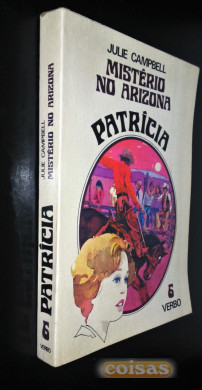 JULIE CAMPBELL
MISTÉRIO
NO ARIZONA
PATRÍCIA
6
VERBO
JULIE CAMPBELL
MISTÉRIO NO ARIZONA
PATRÍCIA
6
VERBO
coisas